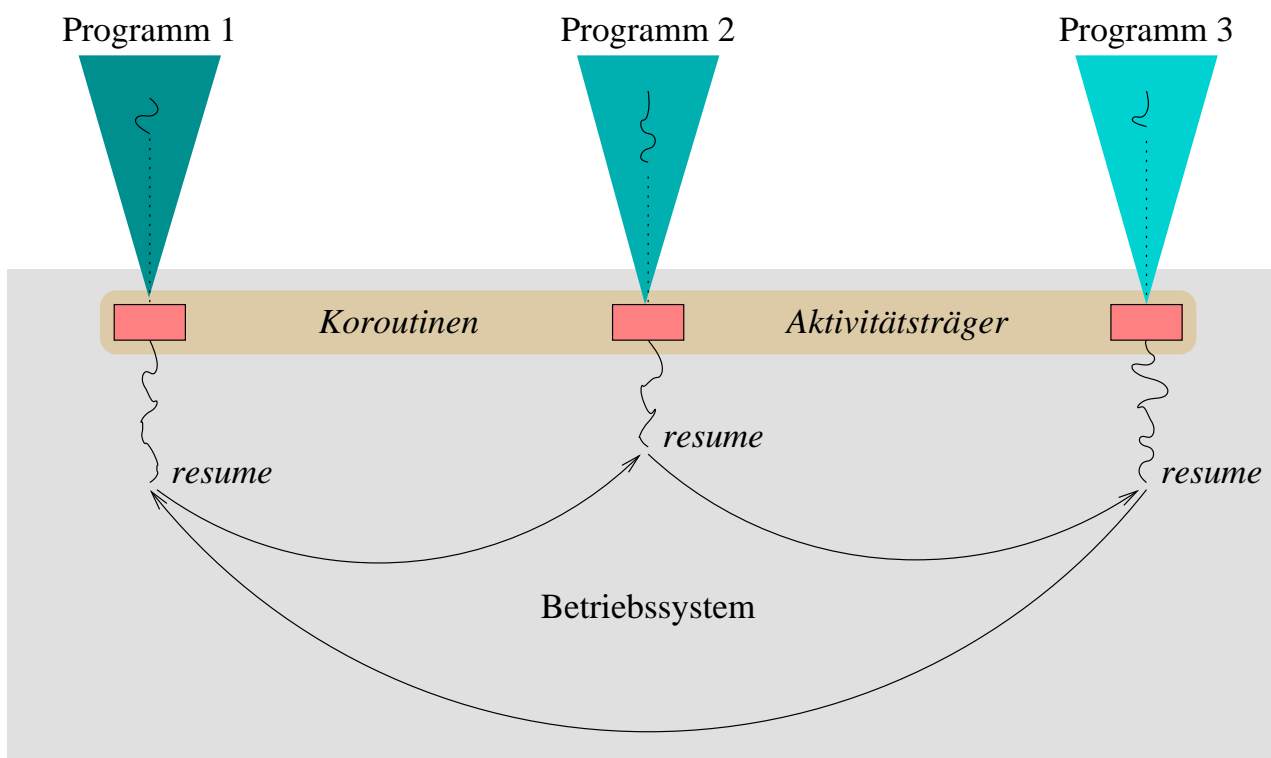 Programm 1
Programm 2
Programm 3
Koroutinen
Aktivitätsträger
resume
resume
resume
Betriebssystem